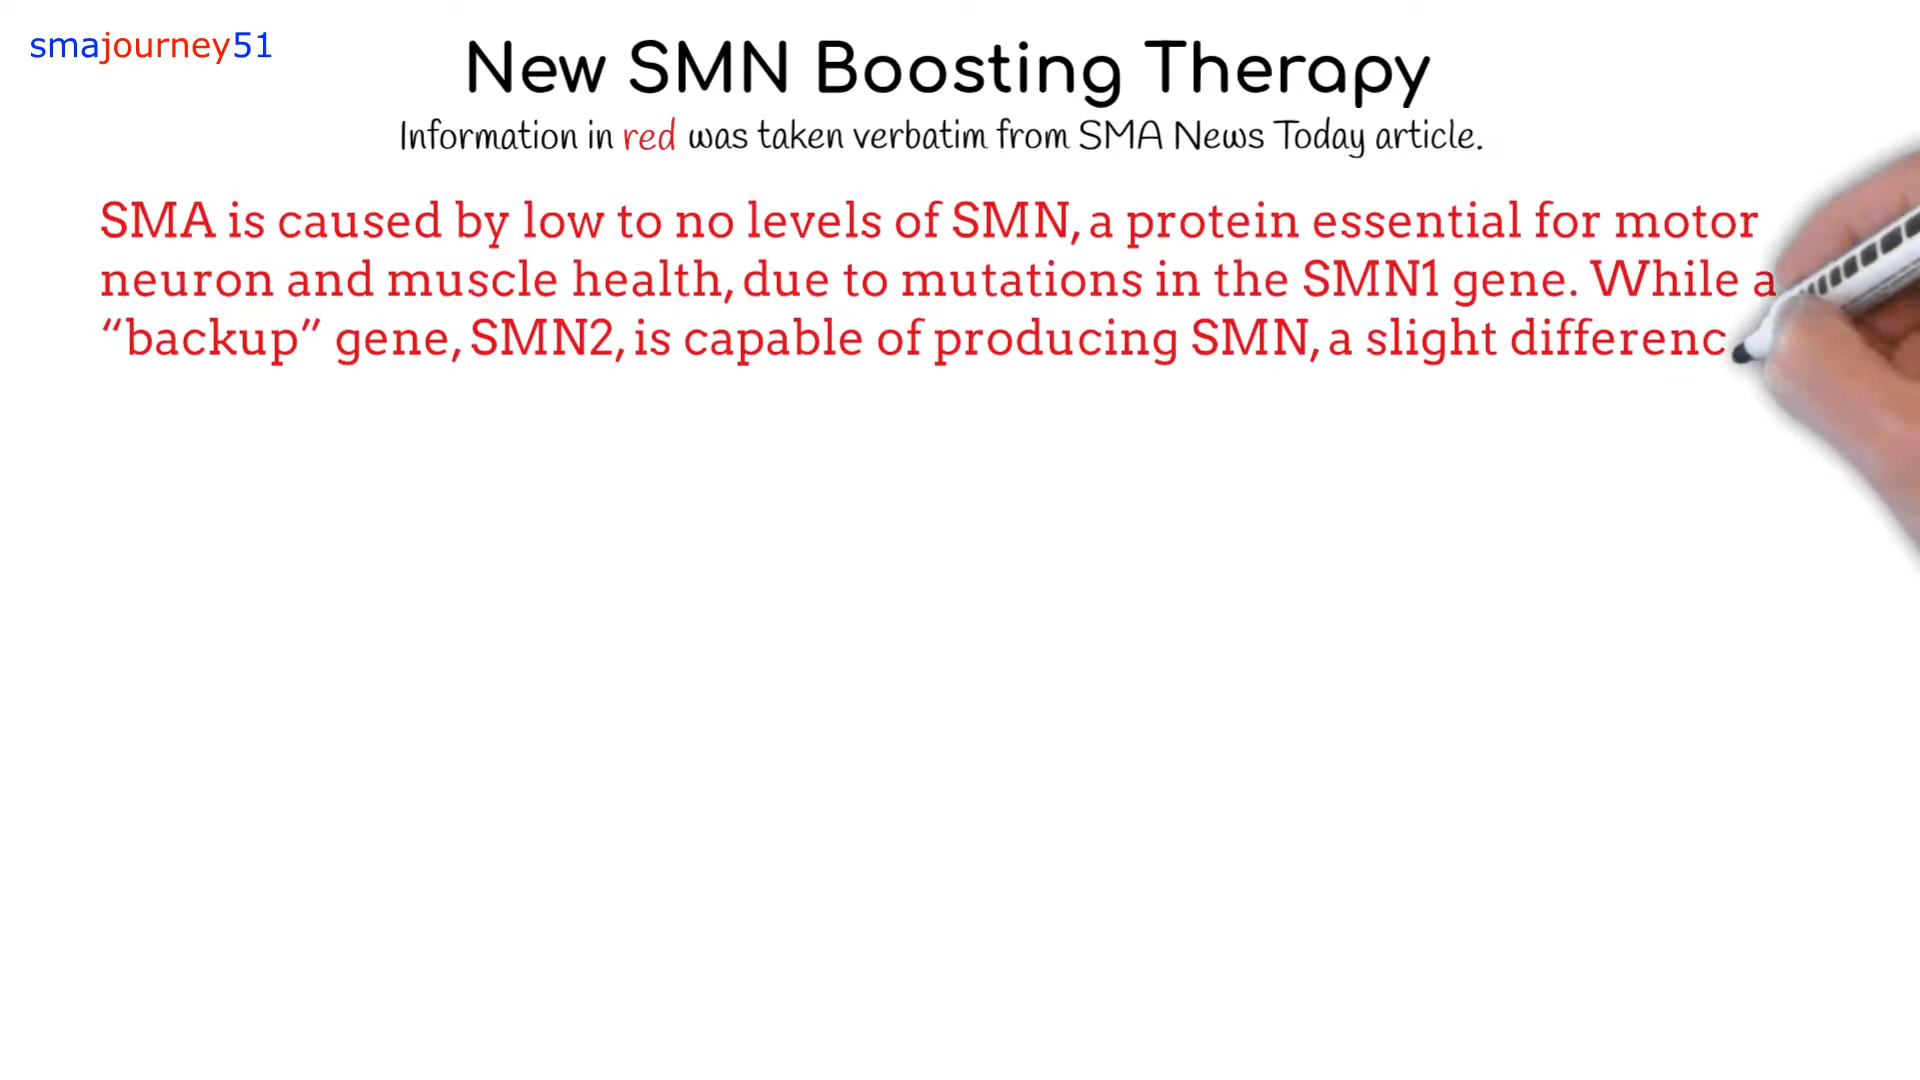 smajourney51
New SMN Boosting Therapy
Information in red was taken verbatim from SMA News Today article.
SMA is caused by low to no levels of SMN, a protein essential for motor
neuron and muscle health, due to mutations in the SMN1 gene. While a
“backup” gene, SMN2, is capable of producing SMN, a slight differenc